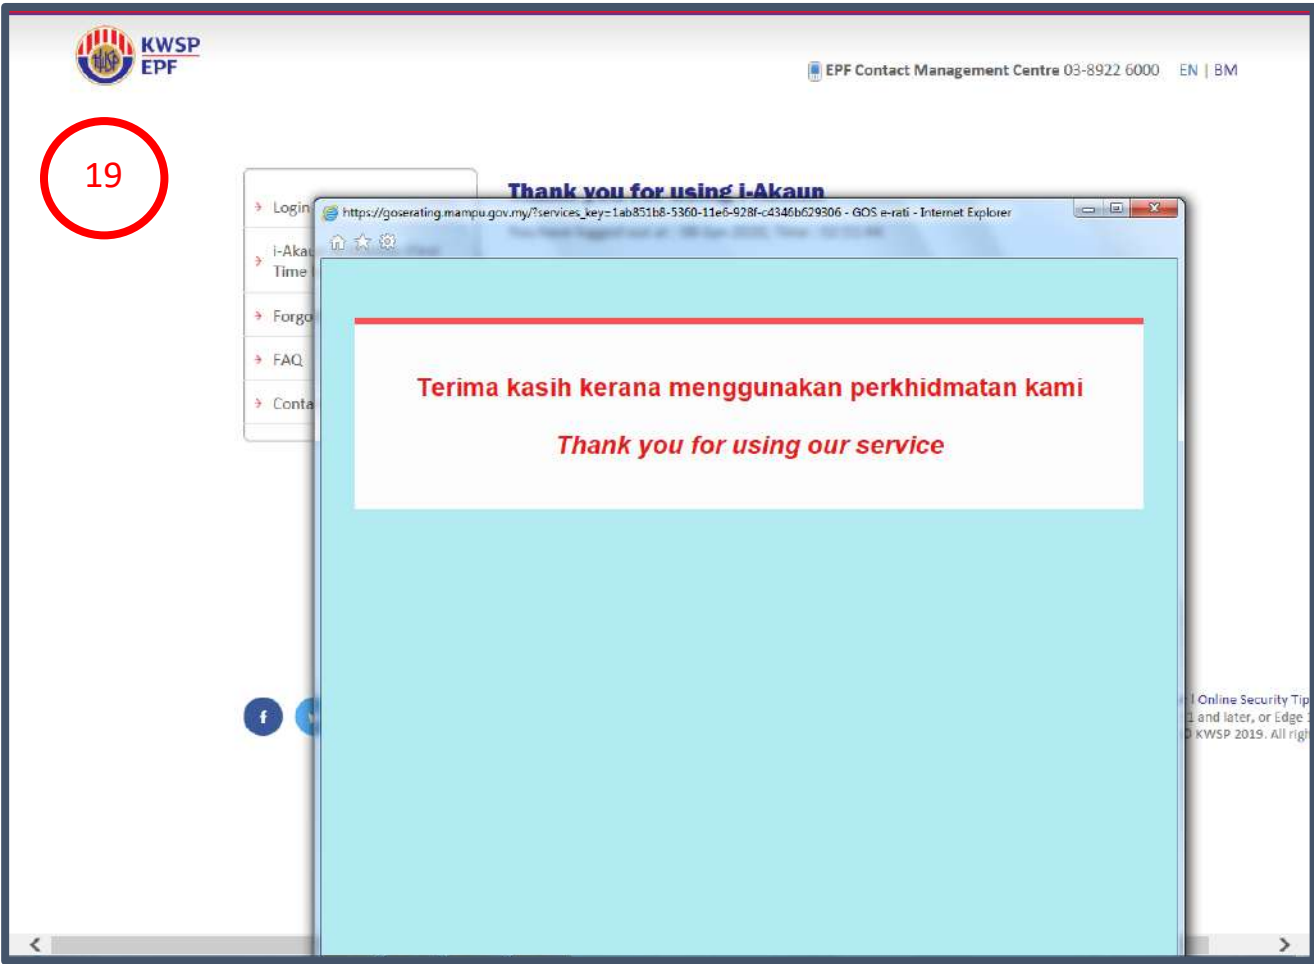 KWSP
EPF
EPF Contact Management Centre 03-8922 6000 EN | BM
19
Thank you for using i-Akaun
Login
https://goserating.mampu.gov.my/?services_key=1ab851b8-5360-11e6-928f-c4346b629306 - GOS e-rati - Internet Explorer
i-Akau
Time
Forgo
FAQ
Conta
Terima kasih kerana menggunakan perkhidmatan kami
Thank you for using our service
f
| Online Security Tip
1 and later, or Edge
KWSP 2019. All righ